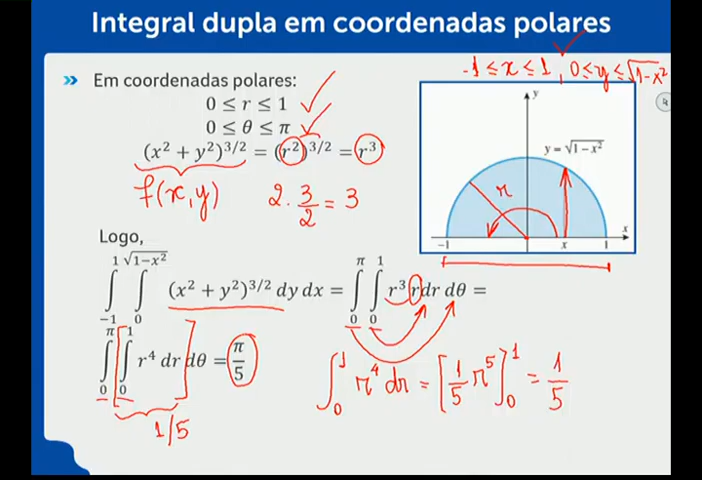 Integral dupla em coordenadas polares
-1 ≤ x ≤ 1, 0 ≤ y ≤ √1-x²
» Em coordenadas polares:
0 ≤ r ≤ 1
0 ≤ θ ≤ π
(x² + y²)^3/2 = (r²)^3/2 = r³
f(x,y)
2 . 3/2 = 3
y
y = √1-x²
r
x
-1 x 1
Logo,
∫_{-1}^{1} ∫_{0}^{√1-x²} (x² + y²)^3/2 dy dx = ∫_{0}^{π} ∫_{0}^{1} r³ r dr dθ =
∫_{0}^{π} [∫_{0}^{1} r⁴ dr] dθ = π/5
1/5
∫_{0}^{1} r⁴ dr = [1/5 r⁵]_{0}^{1} = 1/5